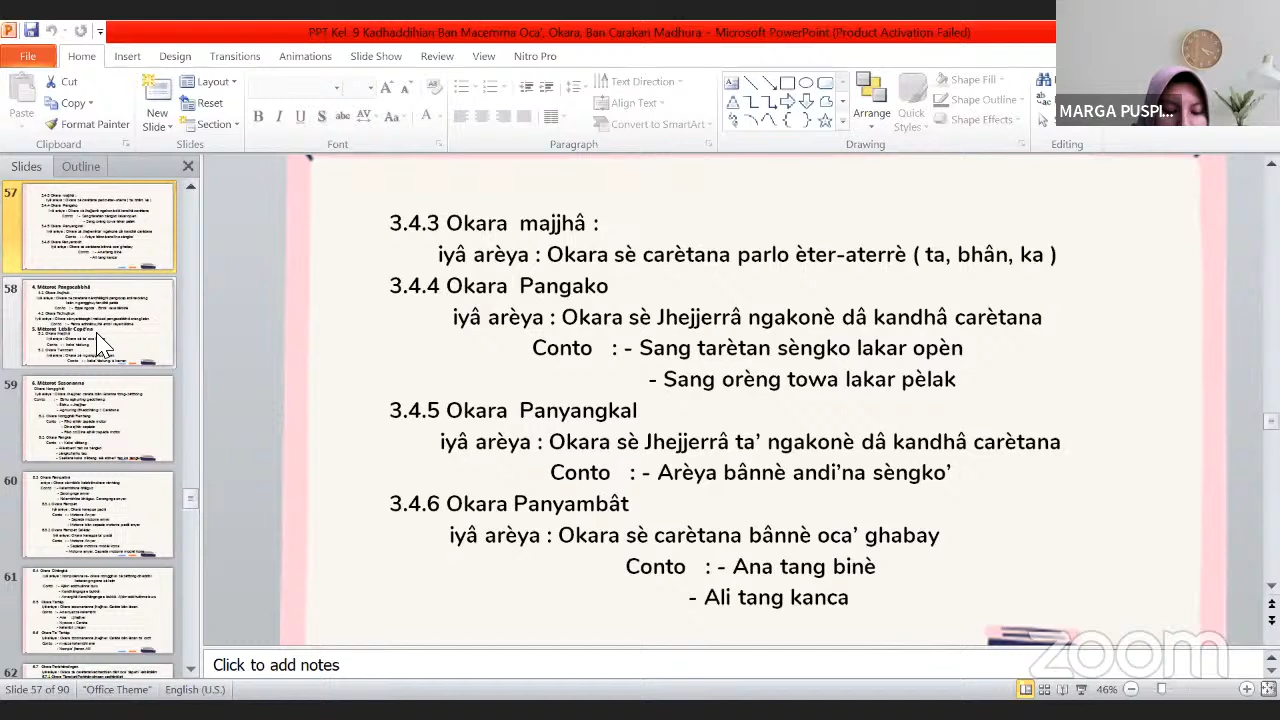 PPT Kel. 9 Kadhaddihian Ban Macemma Oca', Okara, Ban Carakan Madhura - Microsoft PowerPoint (Product Activation Failed)
File Home Insert Design Transitions Animations Slide Show Review View Nitro Pro
Paste
Cut
Copy
Format Painter
Clipboard
New Slide
Layout
Reset
Section
Slides
Font
Text Direction
Align Text
Convert to SmartArt
Paragraph
Arrange
Quick Styles
Shape Fill
Shape Outline
Shape Effects
Drawing
Editing
MARGA PUSPI...
Slides Outline
57
58
59
60
61
62
3.4.3 Okara majjhâ :
iyâ arèya : Okara sè carètana parlo eter-aterrè ( ta, bhân, ka )
3.4.4 Okara Pangako
iyâ arèya : Okara sè Jhejjerrâ ngakonè dâ kandhâ carètana
Conto : - Sang tarètan sèngko lakar opèn
- Sang orèng towa lakar pèlak
3.4.5 Okara Panyangkal
iyâ arèya : Okara sè Jhejjerrâ ta’ ngakonè dâ kandhâ carètana
Conto : - Arèya bânnè andi’na sèngko’
3.4.6 Okara Panyambât
iyâ arèya : Okara sè carètana bânnè oca’ ghabay
Conto : - Ana tang binè
- Ali tang kanca
zoom
Click to add notes
Slide 57 of 90 "Office Theme" English (U.S.) 46%